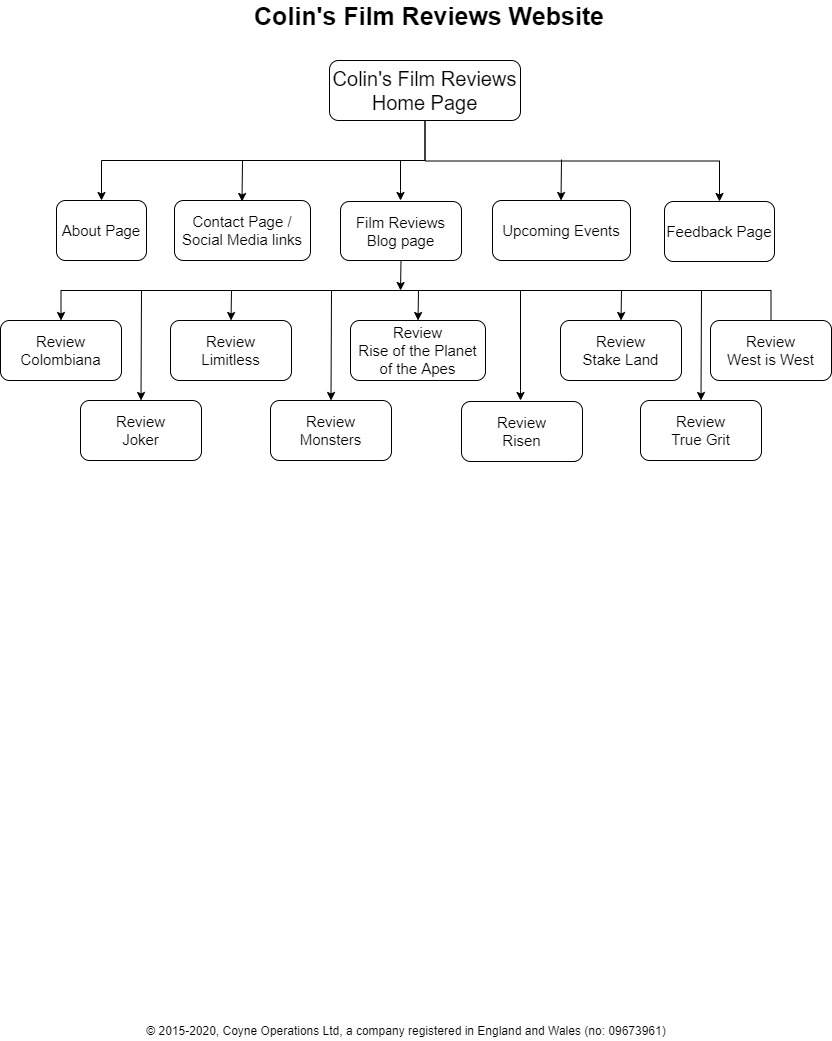 Colin's Film Reviews Website
Colin's Film Reviews
Home Page
About Page
Contact Page /
Social Media links
Film Reviews
Blog page
Upcoming Events
Feedback Page
Review
Colombiana
Review
Limitless
Review
Rise of the Planet
of the Apes
Review
Stake Land
Review
West is West
Review
Joker
Review
Monsters
Review
Risen
Review
True Grit
© 2015-2020, Coyne Operations Ltd, a company registered in England and Wales (no: 09673961)